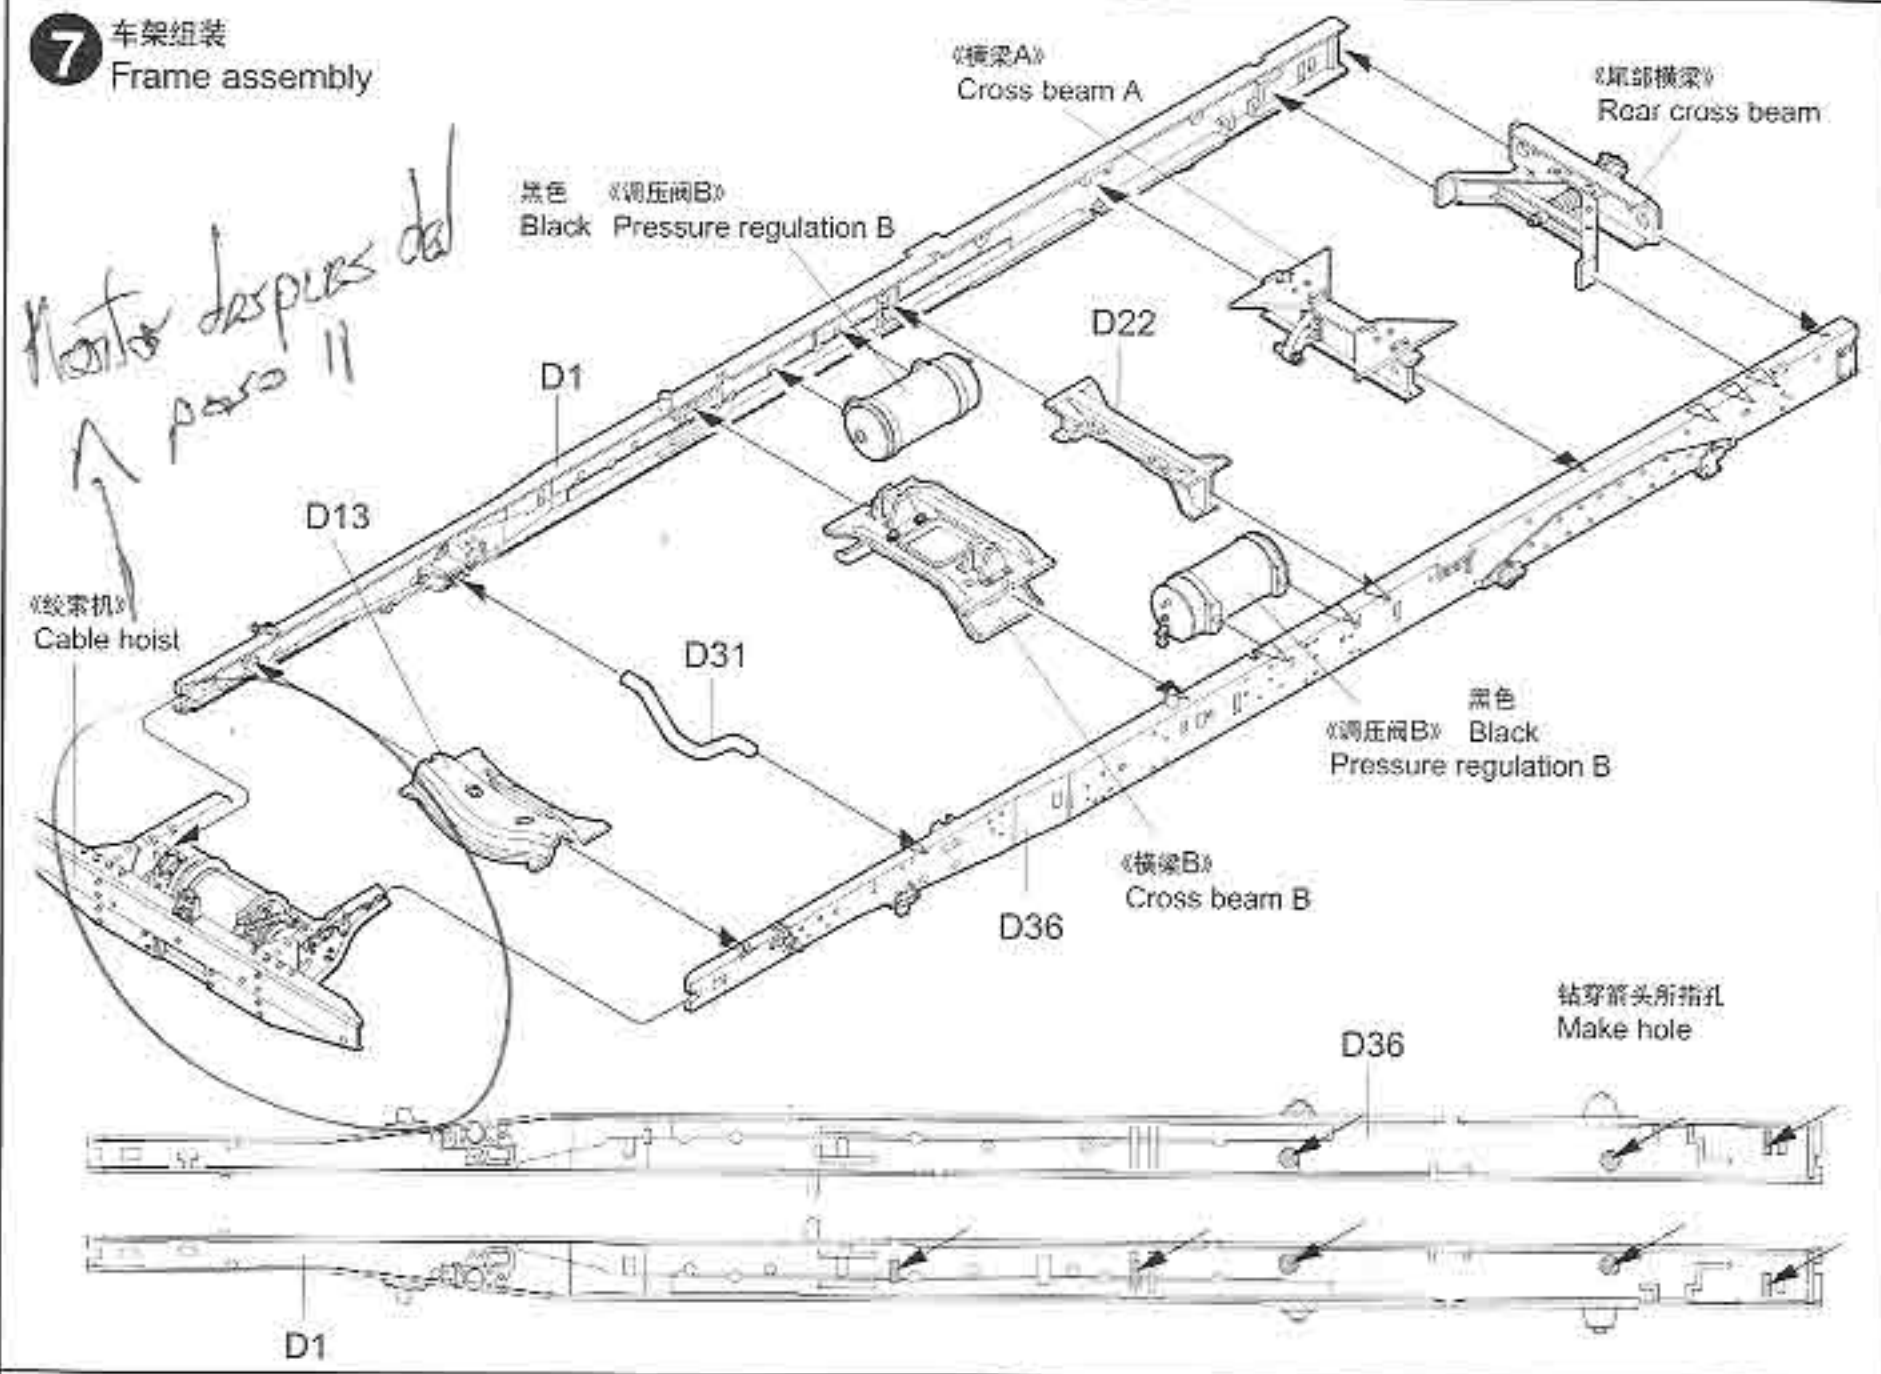 7 车架组装
Frame assembly
《横梁A》
Cross beam A
《尾部横梁》
Rear cross beam
黑色 《调压阀B》
Black Pressure regulation B
Montar despues del
paso 11
D22
D1
D13
《绞索机》
Cable hoist
D31
黑色
《调压阀B》 Black
Pressure regulation B
《横梁B》
Cross beam B
D36
钻穿箭头所指孔
Make hole
D36
D1